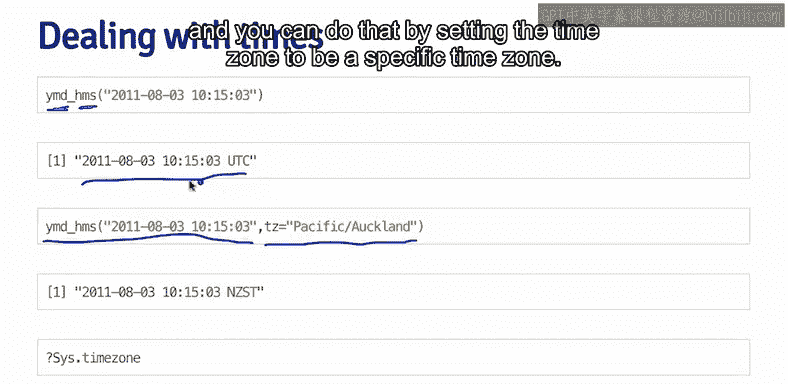 Dealing with times
and you can do that by setting the time
zone to be a specific time zone.
ymd_hms("2011-08-03 10:15:03")
[1] "2011-08-03 10:15:03 UTC"
ymd_hms("2011-08-03 10:15:03",tz="Pacific/Auckland")
[1] "2011-08-03 10:15:03 NZST"
?Sys.timezone